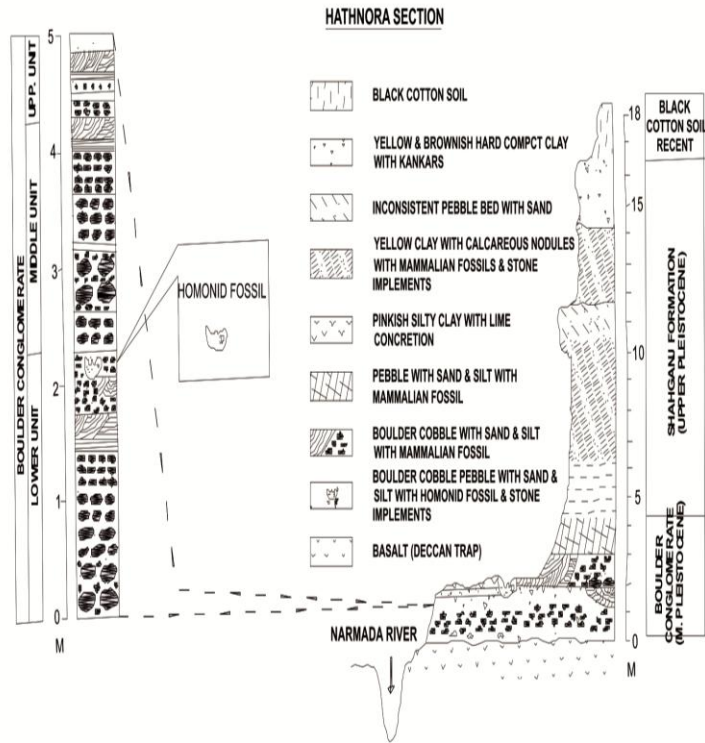 HATHNORA SECTION
BOULDER CONGLOMERATE
UPP. UNIT
MIDDLE UNIT
LOWER UNIT
5
4
3
2
1
0
M
HOMONID FOSSIL
BLACK COTTON SOIL
YELLOW & BROWNISH HARD COMPCT CLAY
WITH KANKARS
INCONSISTENT PEBBLE BED WITH SAND
YELLOW CLAY WITH CALCAREOUS NODULES
WITH MAMMALIAN FOSSILS & STONE
IMPLEMENTS
PINKISH SILTY CLAY WITH LIME
CONCRETION
PEBBLE WITH SAND & SILT WITH
MAMMALIAN FOSSIL
BOULDER COBBLE WITH SAND & SILT
WITH MAMMALIAN FOSSIL
BOULDER COBBLE PEBBLE WITH SAND &
SILT WITH HOMONID FOSSIL & STONE
IMPLEMENTS
BASALT (DECCAN TRAP)
NARMADA RIVER
18
15
10
5
0
M
BLACK
COTTON SOIL
RECENT
SHAHGANU FORMATION
(UPPER PLEISTOCENE)
BOULDER
CONGLOMERATE
(M. PLEISTOCENE)